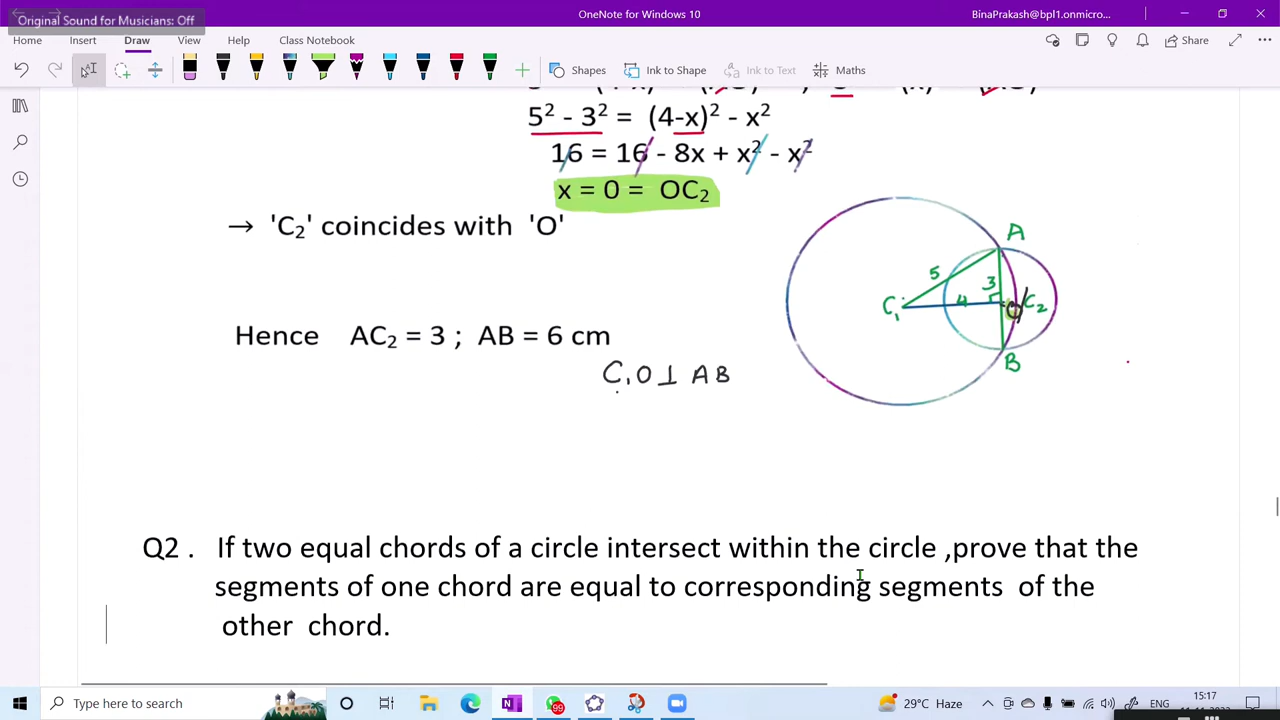 Original Sound for Musicians: Off
OneNote for Windows 10
BinaPrakash@bpl1.onmicro...
Home Insert Draw View Help Class Notebook
Share
Shapes Ink to Shape Ink to Text Maths
5² - 3² = (4-x)² - x²
16 = 16 - 8x + x² - x²
x = 0 = OC₂
→ 'C₂' coincides with 'O'
A
5
3
C₁ 4 O C₂
B
Hence AC₂ = 3 ; AB = 6 cm
C₁O ⊥ AB
Q2 . If two equal chords of a circle intersect within the circle ,prove that the
segments of one chord are equal to corresponding segments of the
other chord.
Type here to search
99
29°C Haze
ENG
15:17